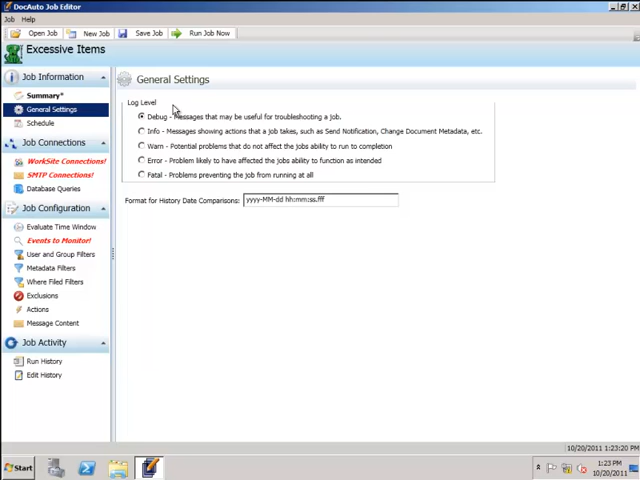 DocAuto Job Editor
Job Help
Open Job New Job Save Job Run Job Now
Excessive Items
Job Information
Summary*
General Settings
Schedule
Job Connections
WorkSite Connections!
SMTP Connections!
Database Queries
Job Configuration
Evaluate Time Window
Events to Monitor!
User and Group Filters
Metadata Filters
Where Filed Filters
Exclusions
Actions
Message Content
Job Activity
Run History
Edit History
General Settings
Log Level
Debug - Messages that may be useful for troubleshooting a job.
Info - Messages showing actions that a job takes, such as Send Notification, Change Document Metadata, etc.
Warn - Potential problems that do not affect the jobs ability to run to completion
Error - Problem likely to have affected the jobs ability to function as intended
Fatal - Problems preventing the job from running at all
Format for History Date Comparisons: yyyy-MM-dd hh:mm:ss.fff
10/20/2011 1:23:20 PM
Start
1:23 PM
10/20/2011